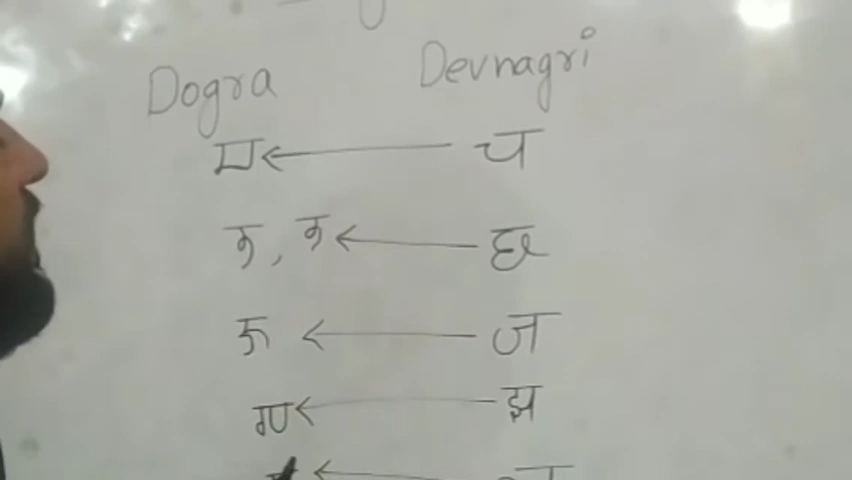 Dogra Devnagri
𑠏 ← च
𑠐, 𑠐 ← छ
𑠑 ← ज
𑠒 ← झ